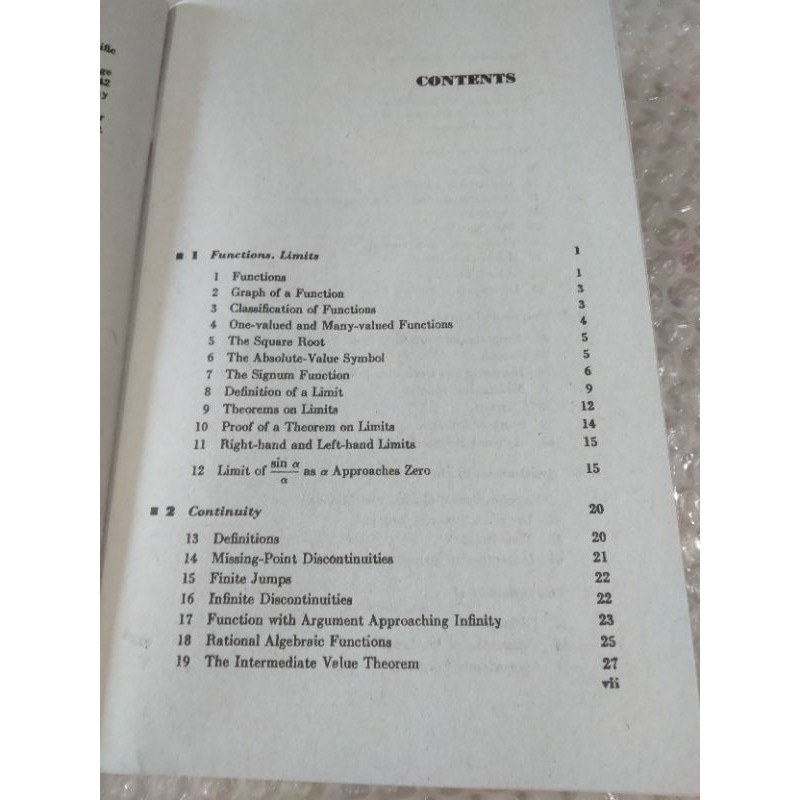 CONTENTS
1 Functions. Limits 1
1 Functions 1
2 Graph of a Function 3
3 Classification of Functions 3
4 One-valued and Many-valued Functions 4
5 The Square Root 5
6 The Absolute-Value Symbol 5
7 The Signum Function 6
8 Definition of a Limit 9
9 Theorems on Limits 12
10 Proof of a Theorem on Limits 14
11 Right-hand and Left-hand Limits 15
12 Limit of sin α / α as α Approaches Zero 15
2 Continuity 20
13 Definitions 20
14 Missing-Point Discontinuities 21
15 Finite Jumps 22
16 Infinite Discontinuities 22
17 Function with Argument Approaching Infinity 23
18 Rational Algebraic Functions 25
19 The Intermediate Value Theorem 27
vii